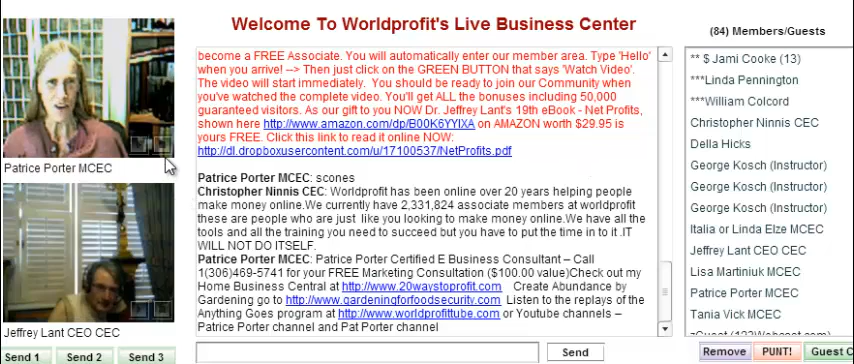 Welcome To Worldprofit's Live Business Center
Patrice Porter MCEC
Jeffrey Lant CEO CEC
Send 1 Send 2 Send 3
become a FREE Associate. You will automatically enter our member area. Type 'Hello'
when you arrive! --> Then just click on the GREEN BUTTON that says 'Watch Video'.
The video will start immediately. You should be ready to join our Community when
you've watched the complete video. You'll get ALL the bonuses including 50,000
guaranteed visitors. As our gift to you NOW Dr. Jeffrey Lant's 19th eBook - Net Profits,
shown here http://www.amazon.com/dp/B00K6YYIXA on AMAZON worth $29.95 is
yours FREE. Click this link to read it online NOW:
http://dl.dropboxusercontent.com/u/17100537/NetProfits.pdf
Patrice Porter MCEC: scones
Christopher Ninnis CEC: Worldprofit has been online over 20 years helping people
make money online.We currently have 2,331,824 associate members at worldprofit
these are people who are just like you looking to make money online.We have all the
tools and all the training you need to succeed but you have to put the time in to it .IT
WILL NOT DO ITSELF.
Patrice Porter MCEC: Patrice Porter Certified E Business Consultant – Call
1(306)469-5741 for your FREE Marketing Consultation ($100.00 value)Check out my
Home Business Central at http://www.20waystoprofit.com Create Abundance by
Gardening go to http://www.gardeningforfoodsecurity.com Listen to the replays of the
Anything Goes program at http://www.worldprofittube.com or Youtube channels –
Patrice Porter channel and Pat Porter channel
Send
(84) Members/Guests
** $ Jami Cooke (13)
***Linda Pennington
***William Colcord
Christopher Ninnis CEC
Della Hicks
George Kosch (Instructor)
George Kosch (Instructor)
George Kosch (Instructor)
Italia or Linda Elze MCEC
Jeffrey Lant CEO CEC
Lisa Martiniuk MCEC
Patrice Porter MCEC
Tania Vick MCEC
Remove PUNT! Guest C